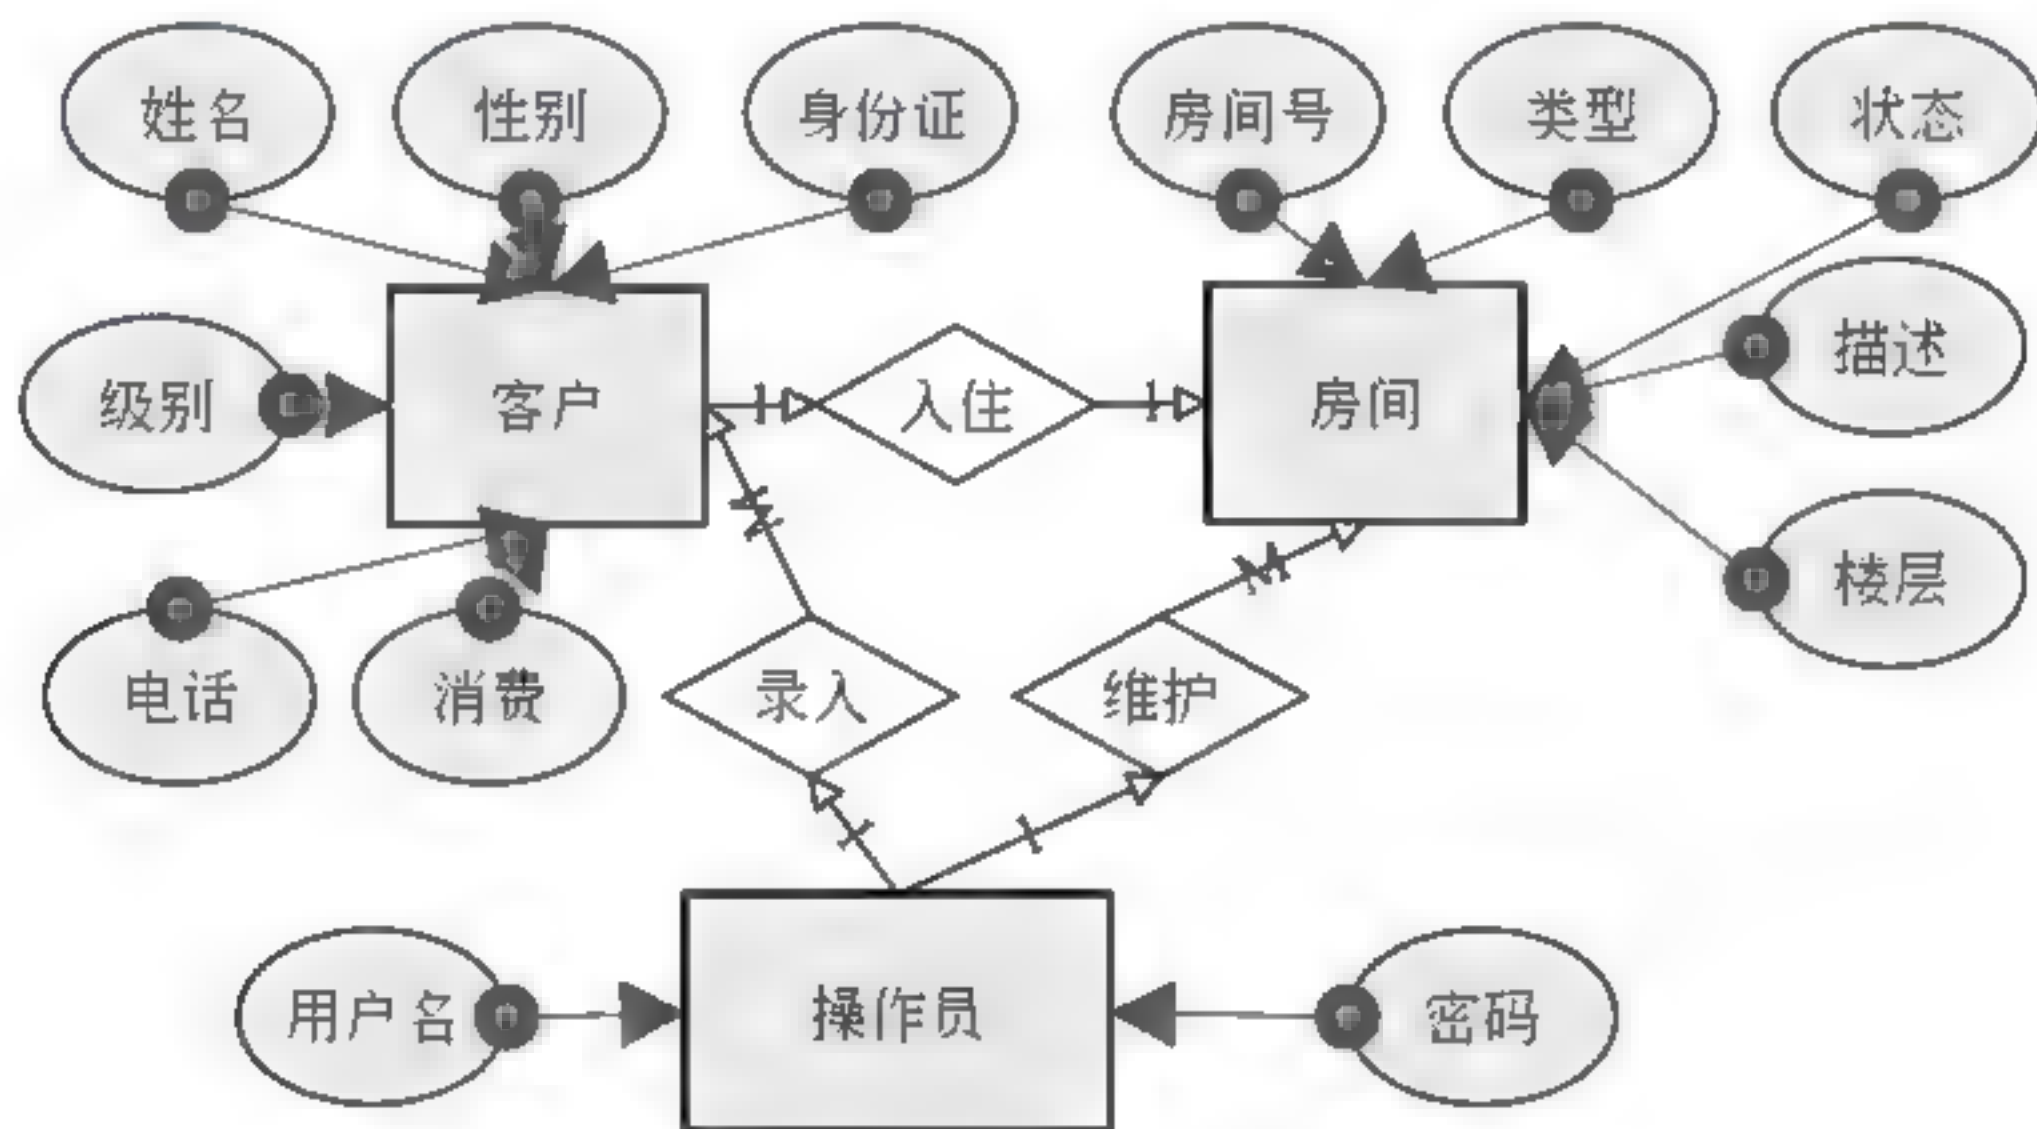 姓名
性别
身份证
房间号
类型
状态
描述
级别
客户
入住
房间
楼层
电话
消费
录入
维护
用户名
操作员
密码